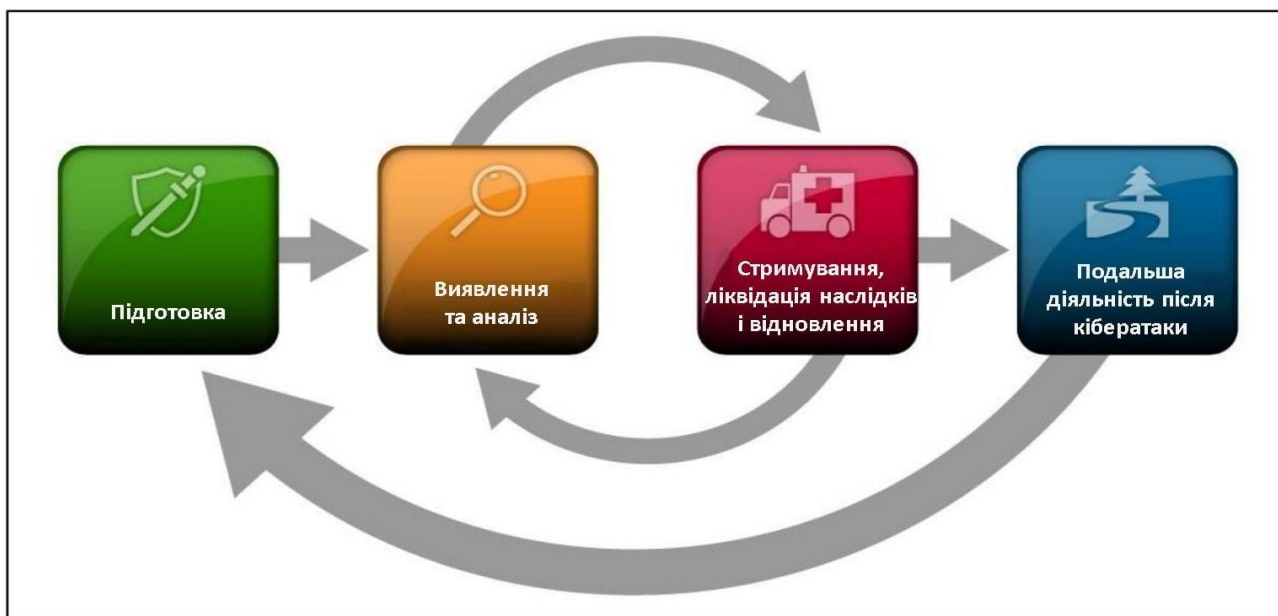 Підготовка
Виявлення
та аналіз
Стримування,
ліквідація наслідків
і відновлення
Подальша
діяльність після
кібератаки